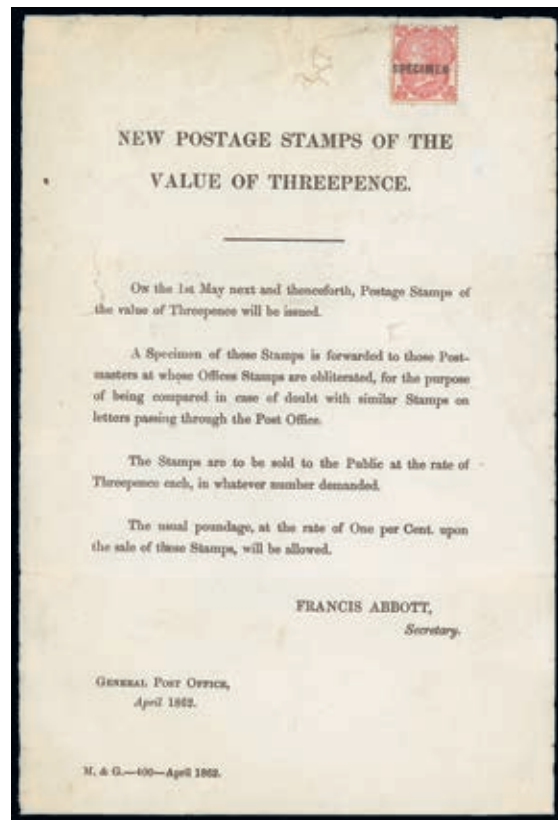 SPECIMEN
NEW POSTAGE STAMPS OF THE
VALUE OF THREEPENCE.
On the 1st May next and thenceforth, Postage Stamps of
the value of Threepence will be issued.
A Specimen of these Stamps is forwarded to those Post-
masters at whose Offices Stamps are obliterated, for the purpose
of being compared in case of doubt with similar Stamps on
letters passing through the Post Office.
The Stamps are to be sold to the Public at the rate of
Threepence each, in whatever number demanded.
The usual poundage, at the rate of One per Cent. upon
the sale of these Stamps, will be allowed.
FRANCIS ABBOTT,
Secretary.
GENERAL POST OFFICE,
April 1862.
M. & G.—400—April 1862.